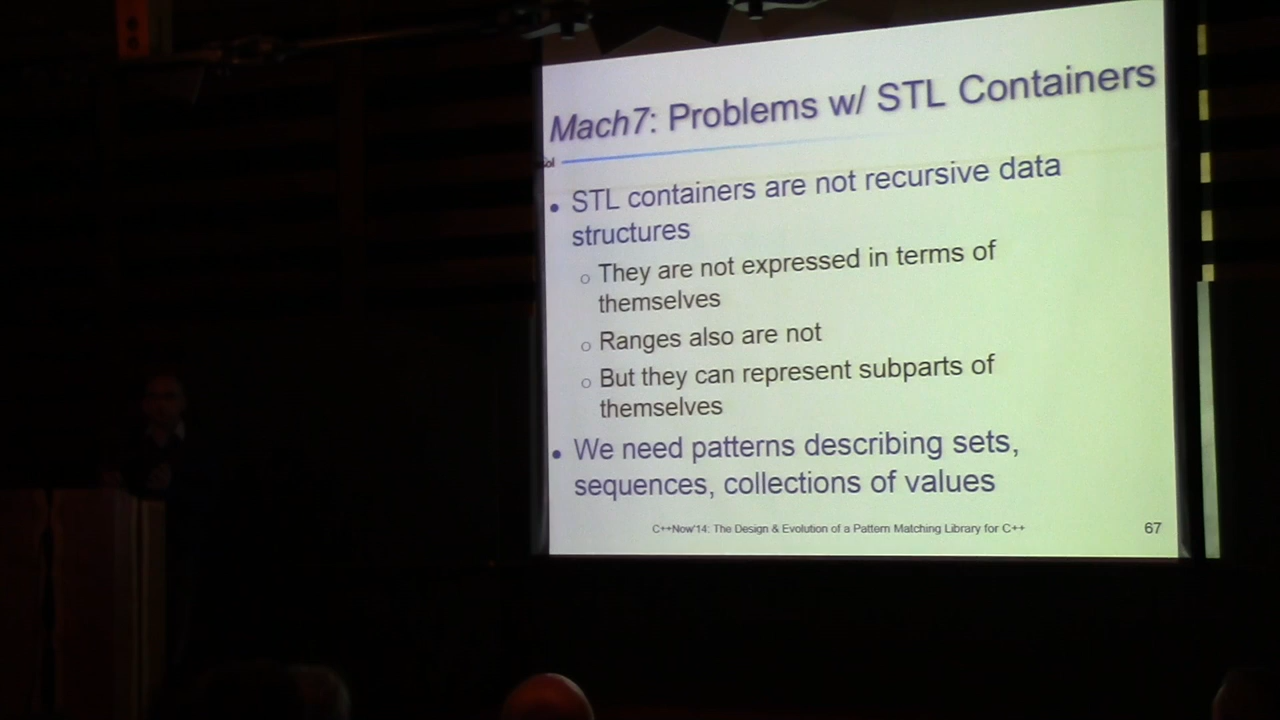 Mach7: Problems w/ STL Containers
• STL containers are not recursive data
structures
o They are not expressed in terms of
themselves
o Ranges also are not
o But they can represent subparts of
themselves
• We need patterns describing sets,
sequences, collections of values
C++Now'14: The Design & Evolution of a Pattern Matching Library for C++
67